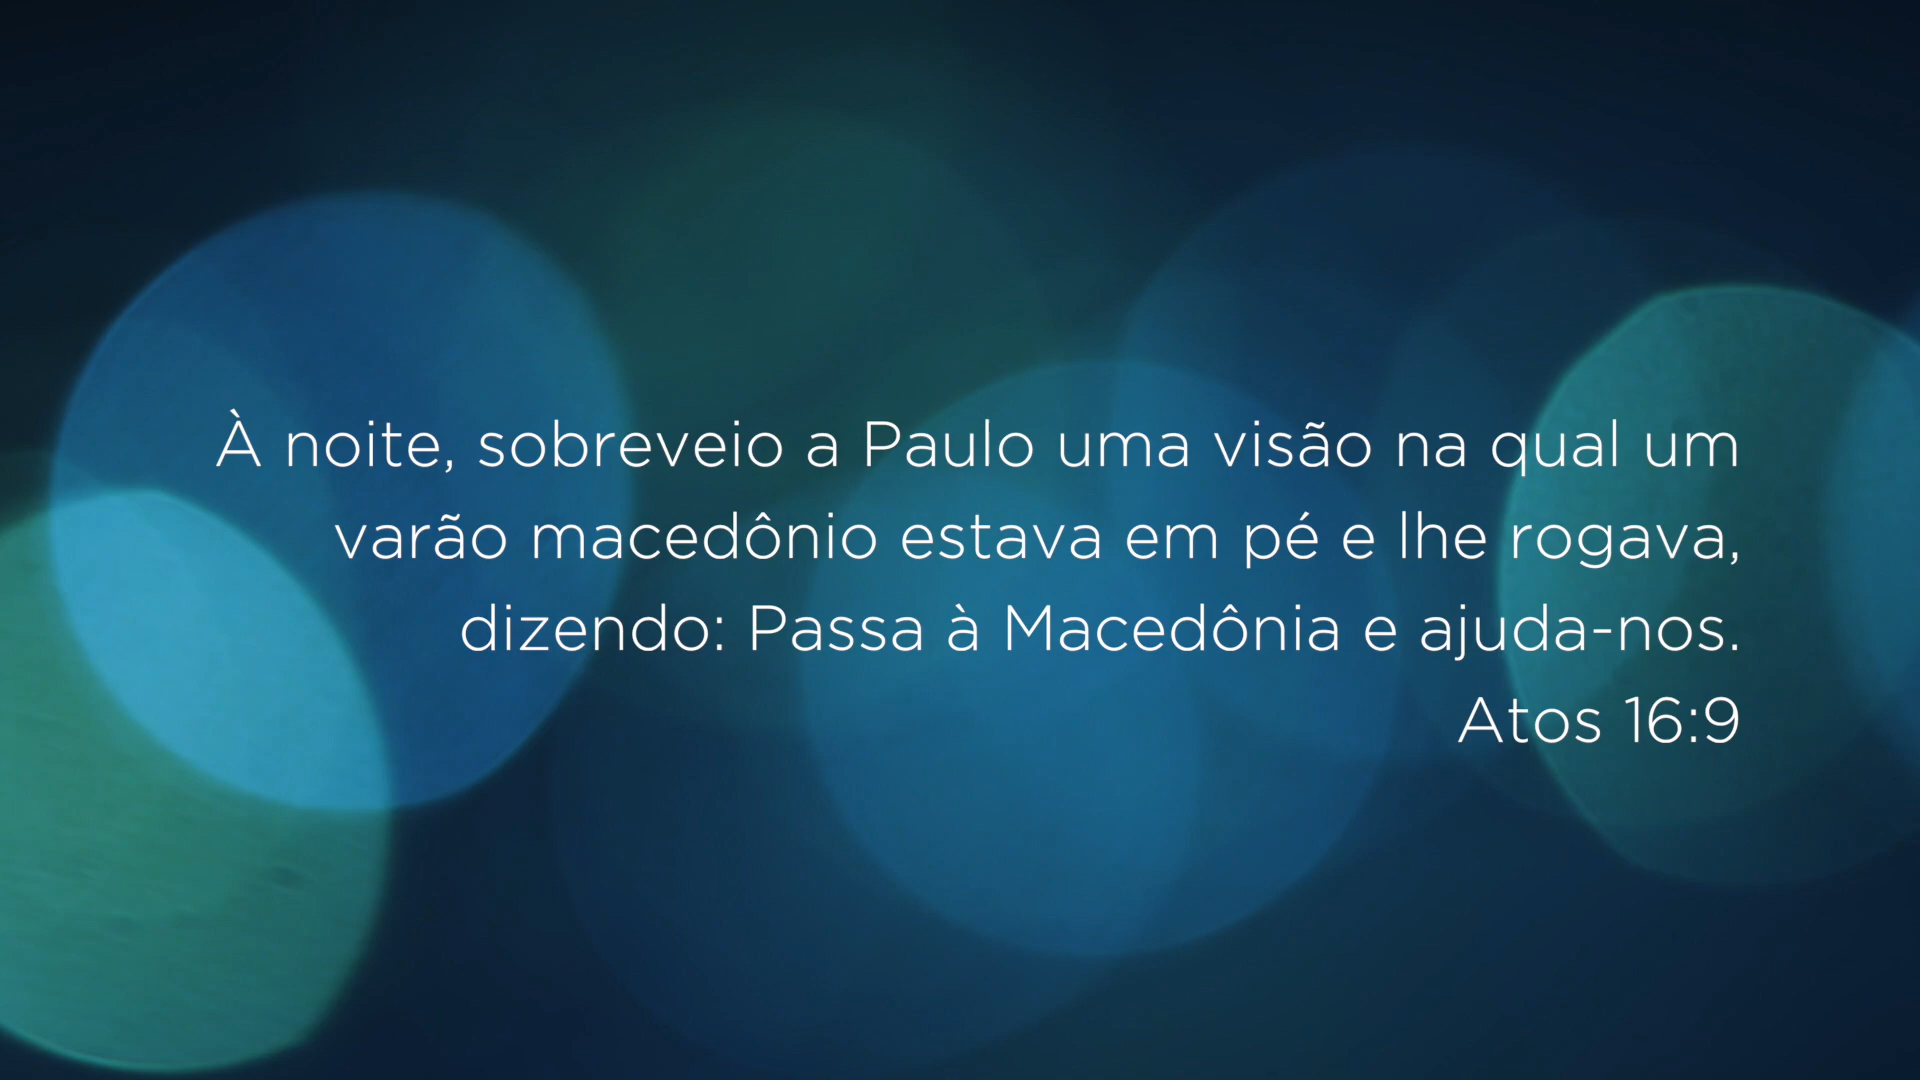 À noite, sobreveio a Paulo uma visão na qual um
varão macedônio estava em pé e lhe rogava,
dizendo: Passa à Macedônia e ajuda-nos.
Atos 16:9